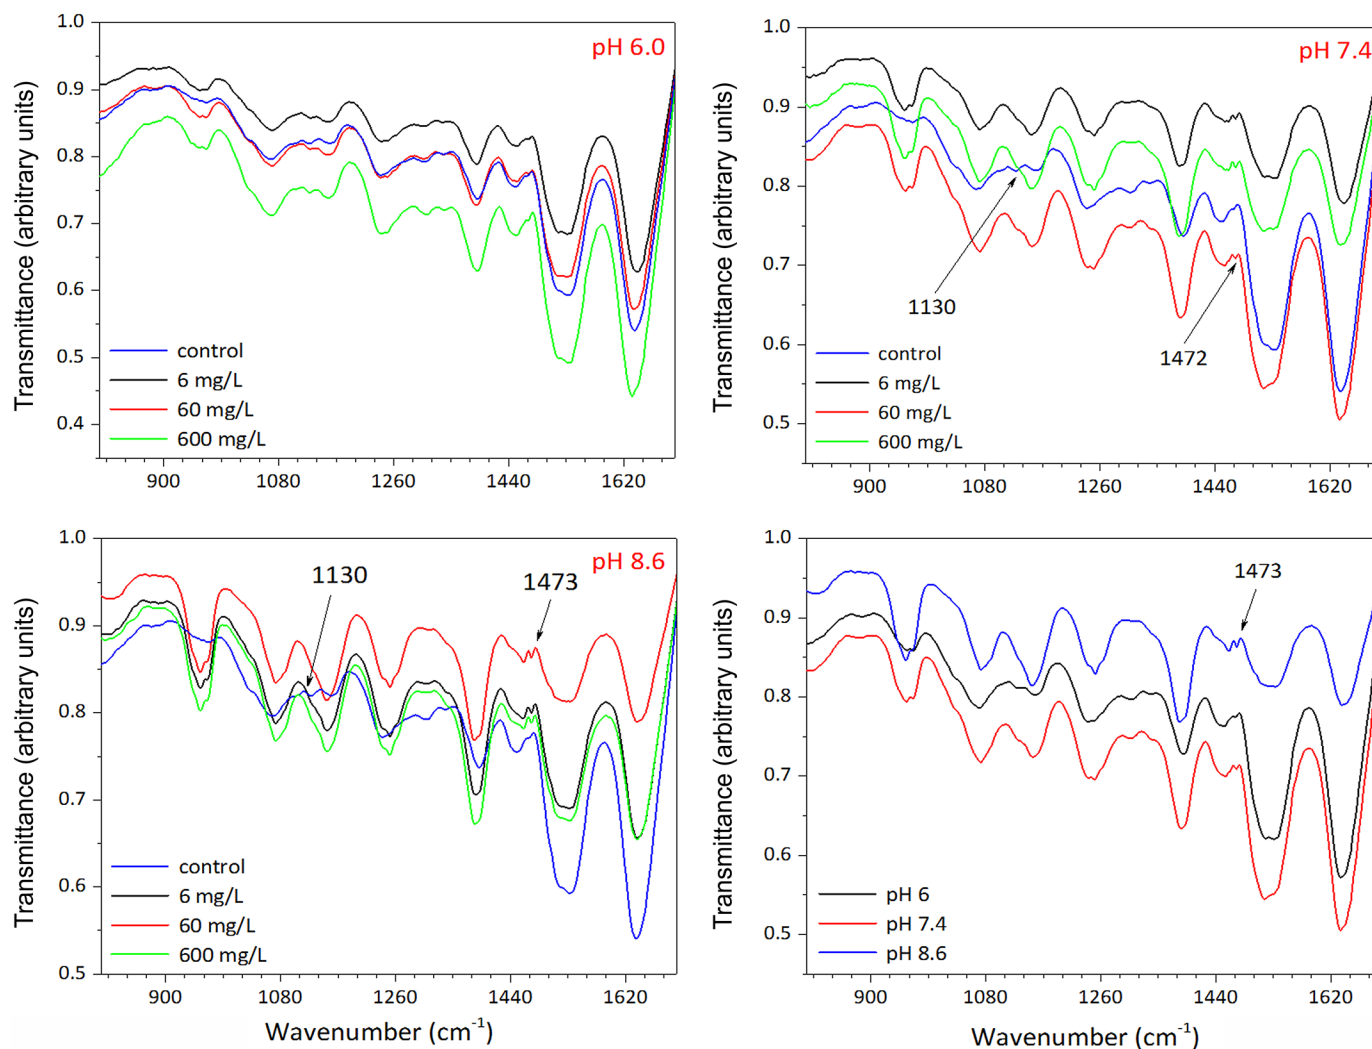 pH 6.0
1.0
0.9
0.8
0.7
0.6
0.5
0.4
Transmittance (arbitrary units)
control
6 mg/L
60 mg/L
600 mg/L
900 1080 1260 1440 1620
pH 7.4
1.0
0.9
0.8
0.7
0.6
0.5
Transmittance (arbitrary units)
1130
1472
control
6 mg/L
60 mg/L
600 mg/L
900 1080 1260 1440 1620
pH 8.6
1.0
0.9
0.8
0.7
0.6
0.5
Transmittance (arbitrary units)
1130
1473
control
6 mg/L
60 mg/L
600 mg/L
900 1080 1260 1440 1620
Wavenumber (cm⁻¹)
1.0
0.9
0.8
0.7
0.6
0.5
Transmittance (arbitrary units)
1473
pH 6
pH 7.4
pH 8.6
900 1080 1260 1440 1620
Wavenumber (cm⁻¹)